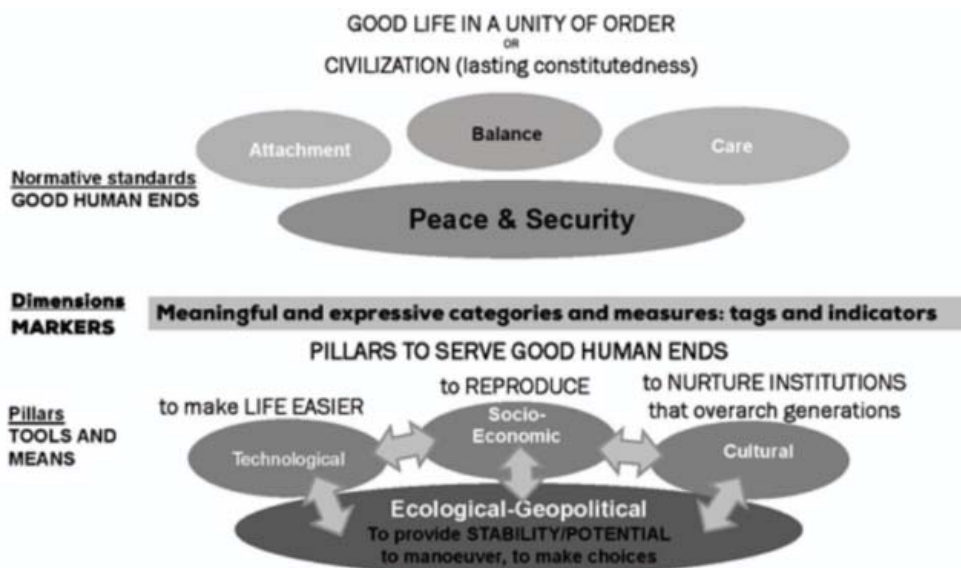 GOOD LIFE IN A UNITY OF ORDER
OR
CIVILIZATION (lasting constitutedness)
Attachment
Balance
Care
Normative standards
GOOD HUMAN ENDS
Peace & Security
Dimensions
MARKERS
Meaningful and expressive categories and measures: tags and indicators
PILLARS TO SERVE GOOD HUMAN ENDS
Pillars
TOOLS AND
MEANS
to make LIFE EASIER
to REPRODUCE
to NURTURE INSTITUTIONS
that overarch generations
Technological
Socio-
Economic
Cultural
Ecological-Geopolitical
To provide STABILITY/POTENTIAL
to manoeuver, to make choices